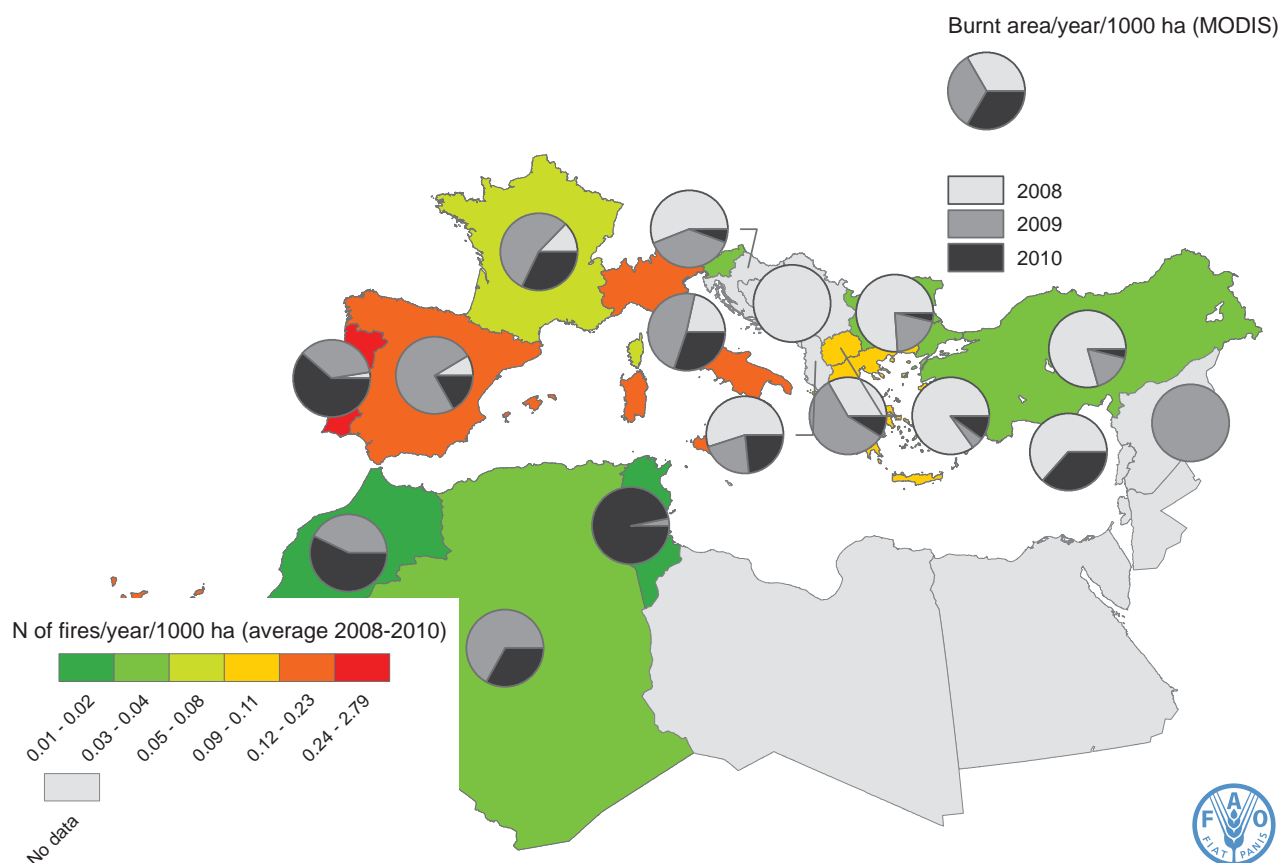 Burnt area/year/1000 ha (MODIS)
2008
2009
2010
N of fires/year/1000 ha (average 2008-2010)
0.01 - 0.02
0.03 - 0.04
0.05 - 0.08
0.09 - 0.11
0.12 - 0.23
0.24 - 2.79
No data
F A O
FIAT PANIS